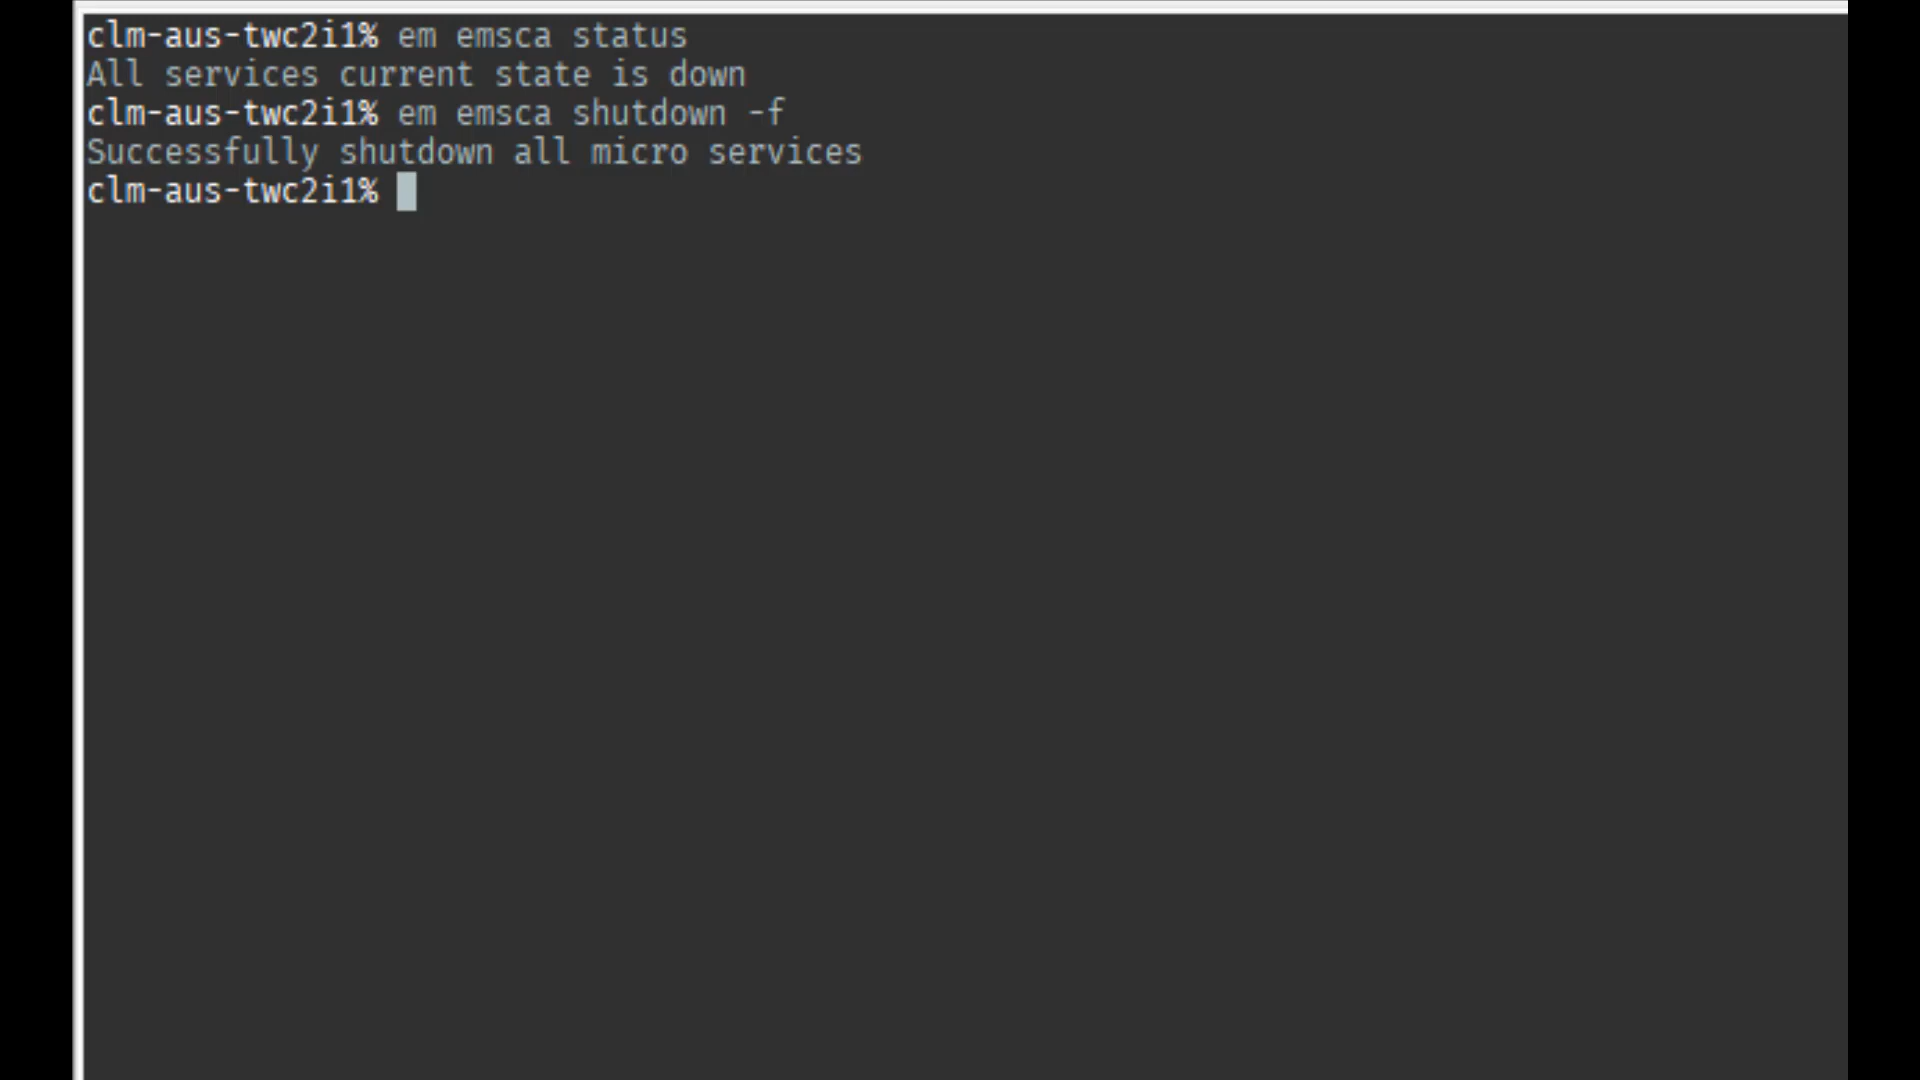 clm-aus-twc2i1% em emsca status
All services current state is down
clm-aus-twc2i1% em emsca shutdown -f
Successfully shutdown all micro services
clm-aus-twc2i1%